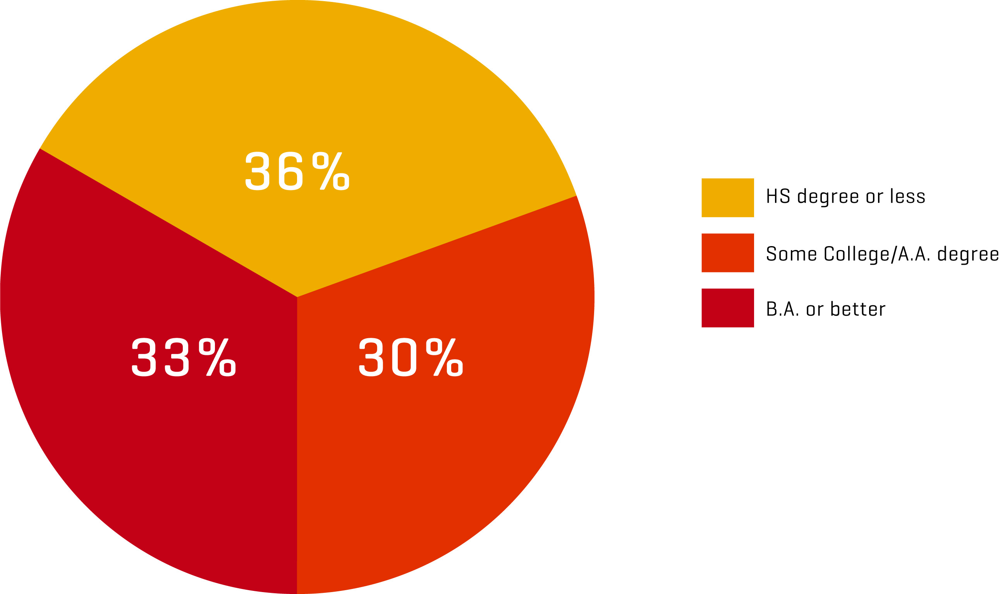 36%
33%
30%
HS degree or less
Some College/A.A. degree
B.A. or better